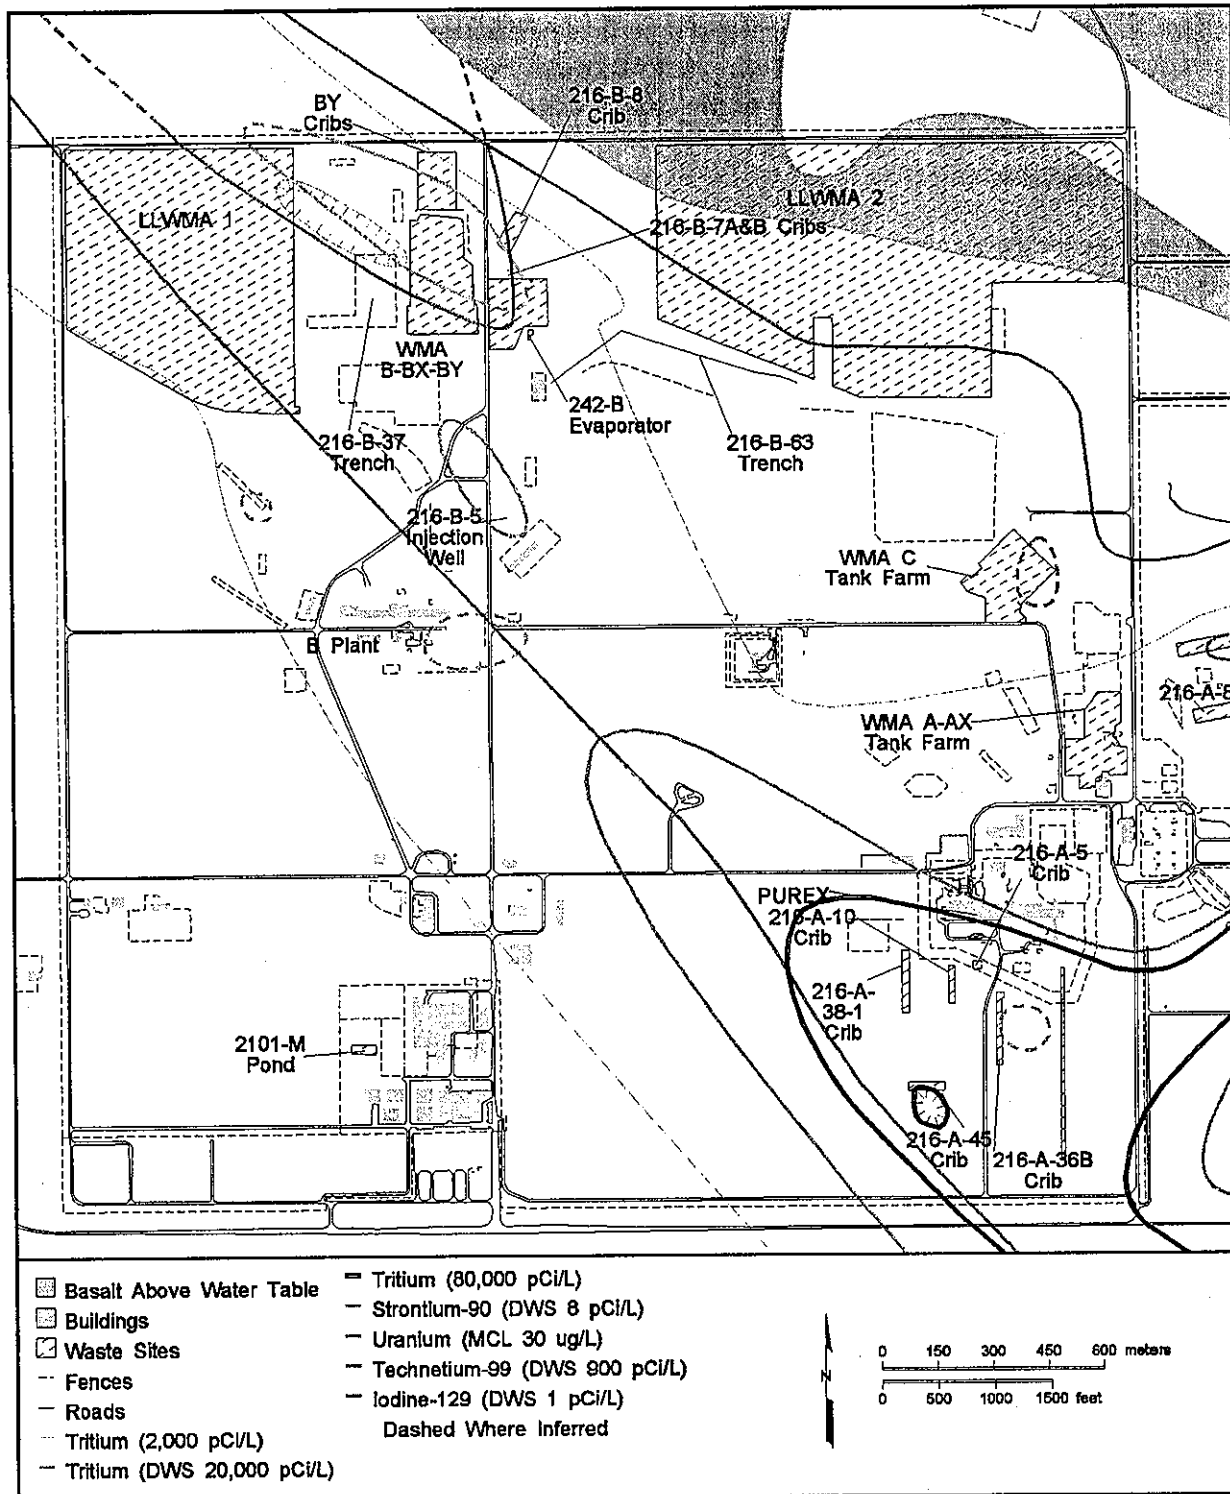 BY
Cribs
216-B-8
Crib
LLWMA 1
LLWMA 2
216-B-7A&B Cribs
WMA
B-BX-BY
216-B-37
Trench
242-B
Evaporator
216-B-63
Trench
216-B-5
Injection
Well
WMA C
Tank Farm
B Plant
216-A-8
WMA A-AX
Tank Farm
216-A-5
Crib
PUREX
216-A-10
Crib
216-A-
38-1
Crib
2101-M
Pond
216-A-45
Crib
216-A-36B
Crib
Basalt Above Water Table
Buildings
Waste Sites
Fences
Roads
Tritium (2,000 pCi/L)
Tritium (DWS 20,000 pCi/L)
Tritium (80,000 pCi/L)
Strontium-90 (DWS 8 pCi/L)
Uranium (MCL 30 ug/L)
Technetium-99 (DWS 900 pCi/L)
Iodine-129 (DWS 1 pCi/L)
Dashed Where Inferred
N
0 150 300 450 600 meters
0 500 1000 1500 feet